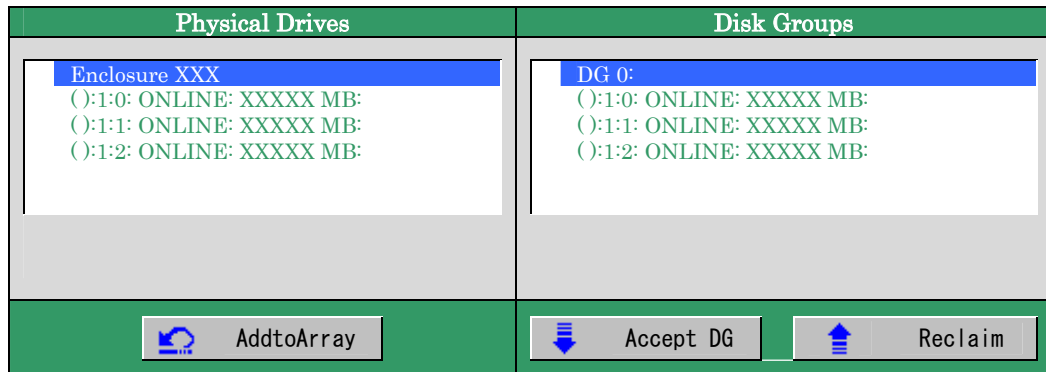 Physical Drives
Enclosure XXX
( ):1:0: ONLINE: XXXXX MB:
( ):1:1: ONLINE: XXXXX MB:
( ):1:2: ONLINE: XXXXX MB:
AddtoArray
Disk Groups
DG 0:
( ):1:0: ONLINE: XXXXX MB:
( ):1:1: ONLINE: XXXXX MB:
( ):1:2: ONLINE: XXXXX MB:
Accept DG
Reclaim